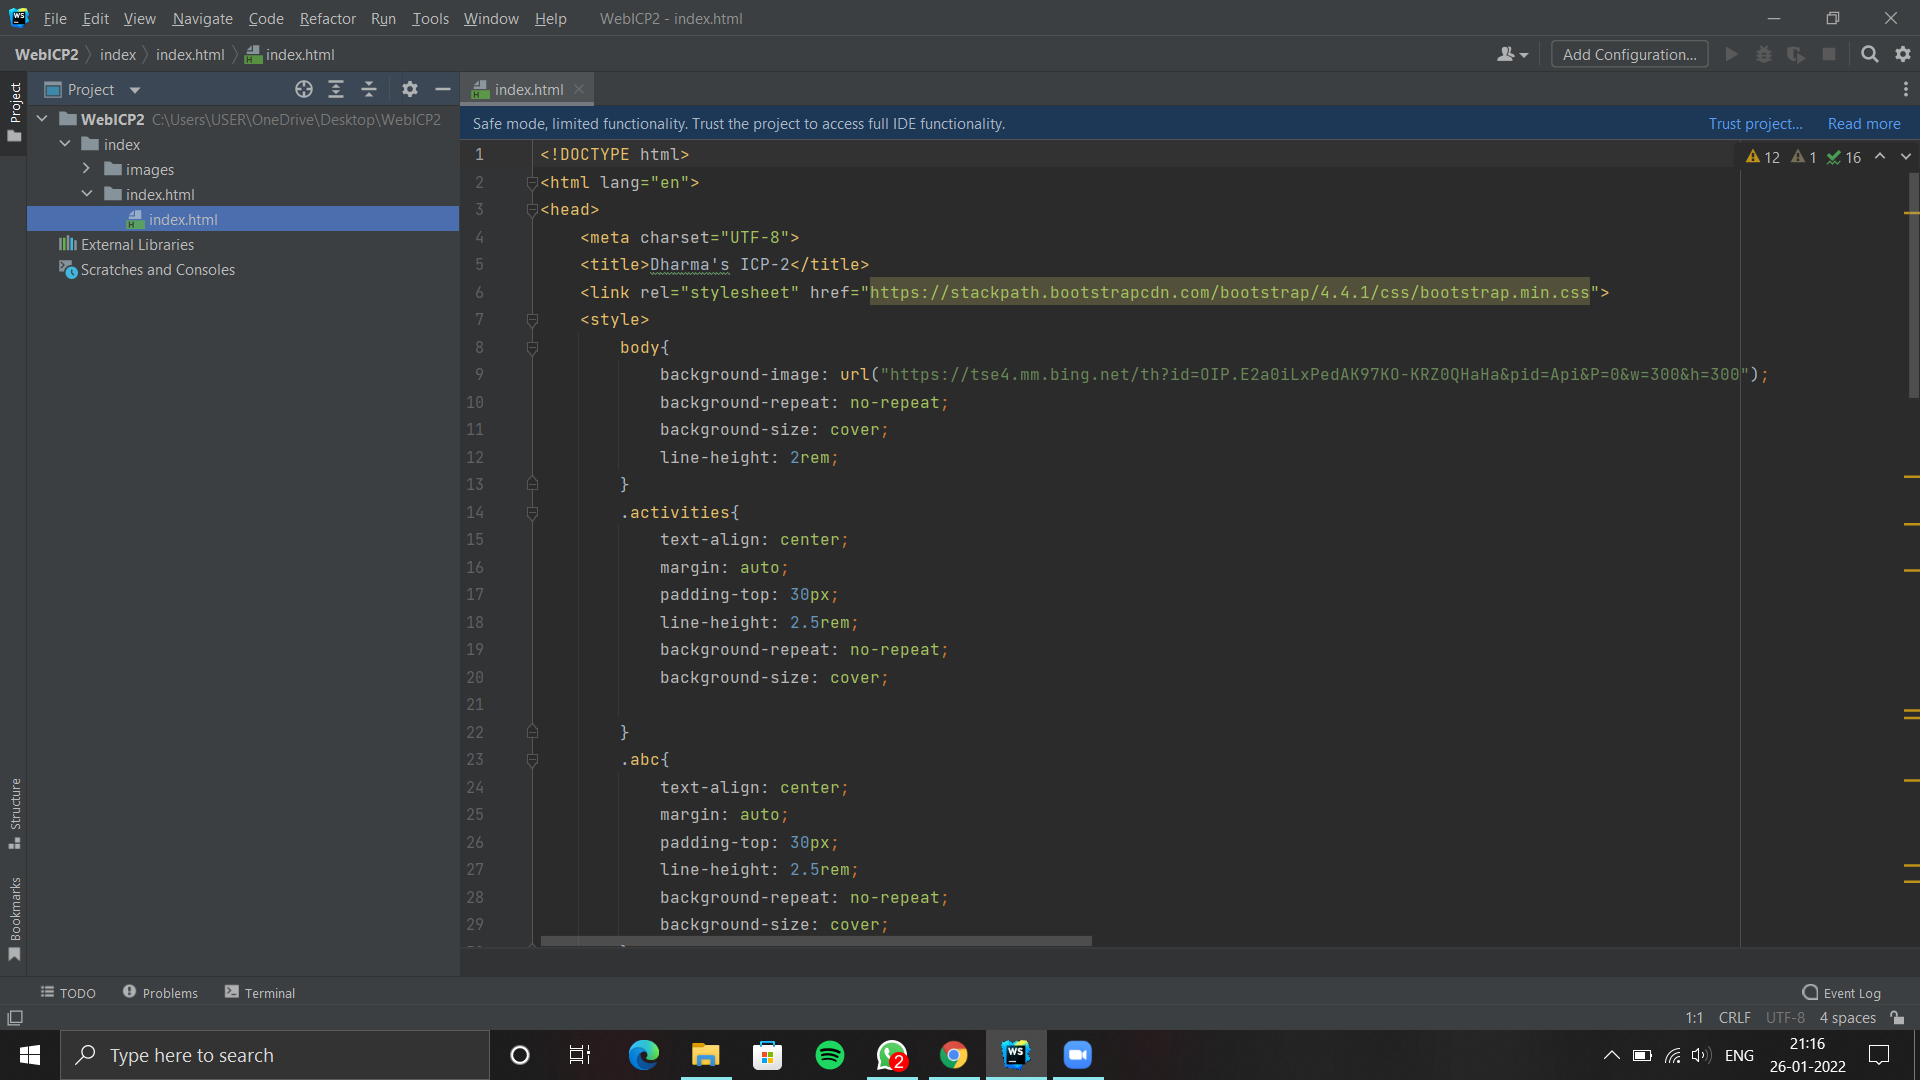 File Edit View Navigate Code Refactor Run Tools Window Help WebICP2 - index.html
WebICP2 index index.html index.html Add Configuration...
Project
Project
index.html
WebICP2 C:\Users\USER\OneDrive\Desktop\WebICP2
index
images
index.html
index.html
External Libraries
Scratches and Consoles
Safe mode, limited functionality. Trust the project to access full IDE functionality. Trust project... Read more
12 1 16
1 <!DOCTYPE html>
2 <html lang="en">
3 <head>
4 <meta charset="UTF-8">
5 <title>Dharma's ICP-2</title>
6 <link rel="stylesheet" href="https://stackpath.bootstrapcdn.com/bootstrap/4.4.1/css/bootstrap.min.css">
7 <style>
8 body{
9 background-image: url("https://tse4.mm.bing.net/th?id=OIP.E2a0iLxPedAK97KO-KRZ0QHaHa&pid=Api&P=0&w=300&h=300");
10 background-repeat: no-repeat;
11 background-size: cover;
12 line-height: 2rem;
13 }
14 .activities{
15 text-align: center;
16 margin: auto;
17 padding-top: 30px;
18 line-height: 2.5rem;
19 background-repeat: no-repeat;
20 background-size: cover;
21
22 }
23 .abc{
24 text-align: center;
25 margin: auto;
26 padding-top: 30px;
27 line-height: 2.5rem;
28 background-repeat: no-repeat;
29 background-size: cover;
Structure
Bookmarks
TODO Problems Terminal Event Log
1:1 CRLF UTF-8 4 spaces
Type here to search
2
WS
ENG
21:16
26-01-2022